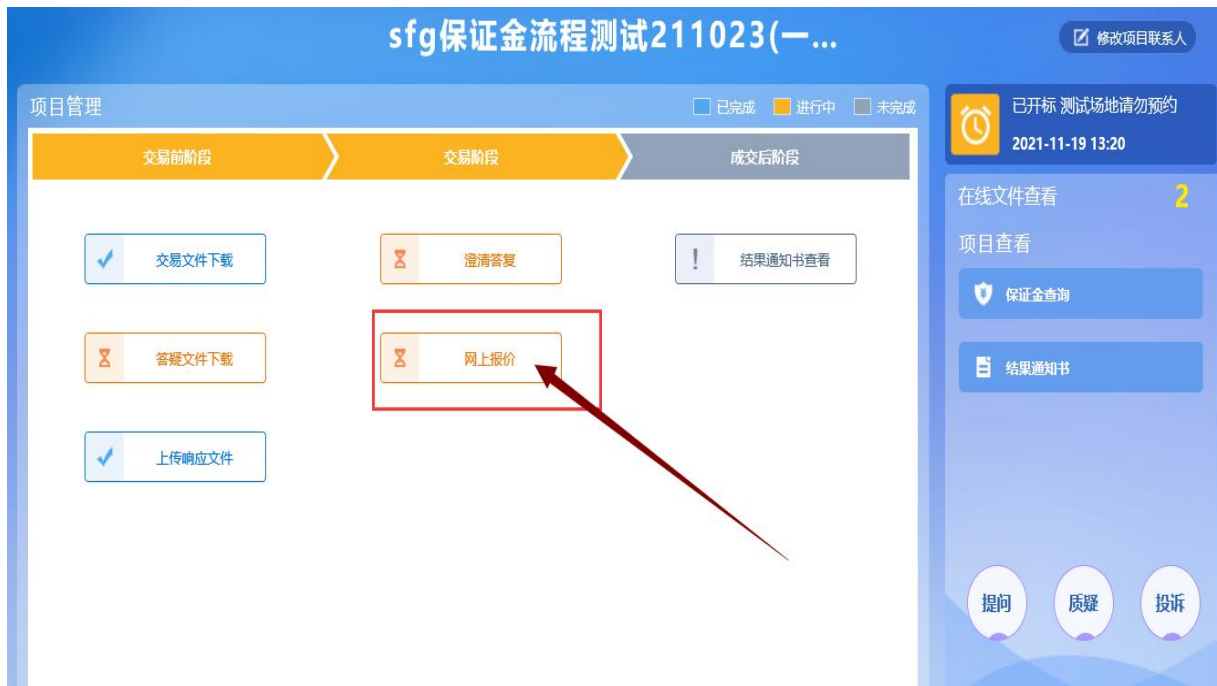 sfg保证金流程测试211023(一...
修改项目联系人
项目管理
已完成 进行中 未完成
交易前阶段 交易阶段 成交后阶段
交易文件下载 澄清答复 结果通知书查看
答疑文件下载 网上报价
上传响应文件
已开标 测试场地请勿预约
2021-11-19 13:20
在线文件查看 2
项目查看
保证金查询
结果通知书
提问 质疑 投诉